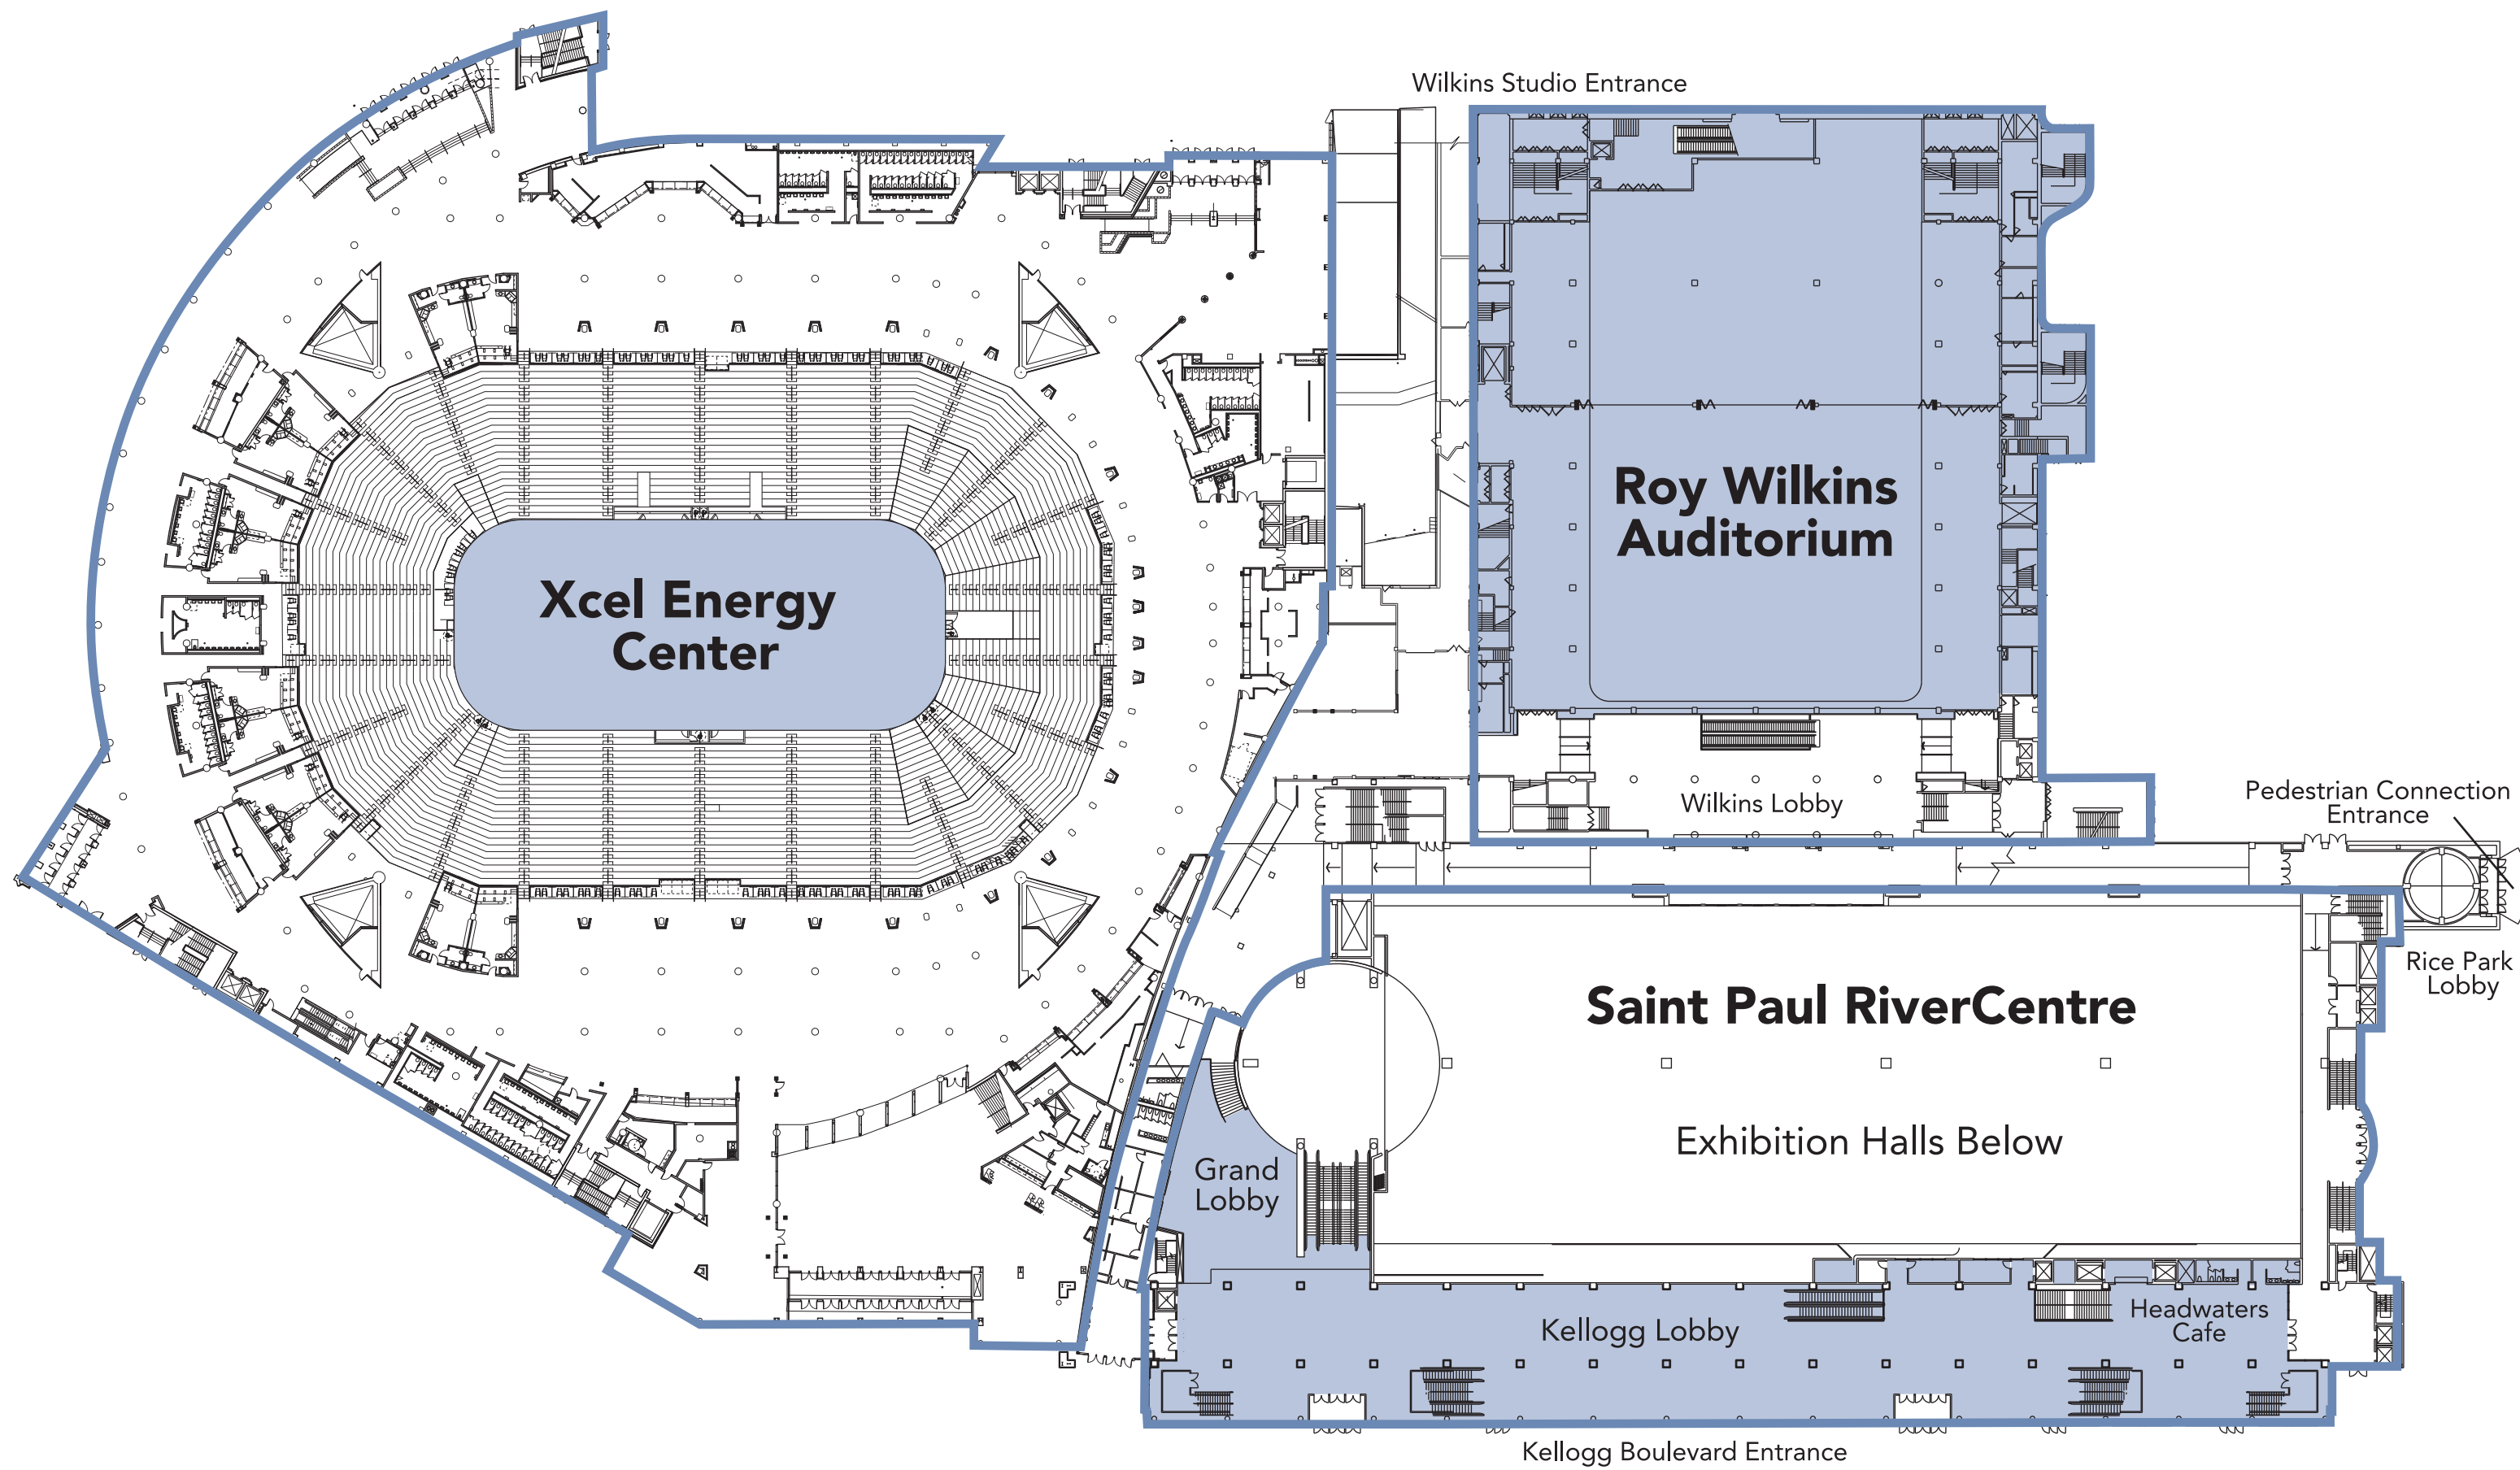 Wilkins Studio Entrance
Roy Wilkins
Auditorium
Xcel Energy
Center
Wilkins Lobby
Pedestrian Connection
Entrance
Rice Park
Lobby
Saint Paul RiverCentre
Exhibition Halls Below
Grand
Lobby
Kellogg Lobby
Headwaters
Cafe
Kellogg Boulevard Entrance